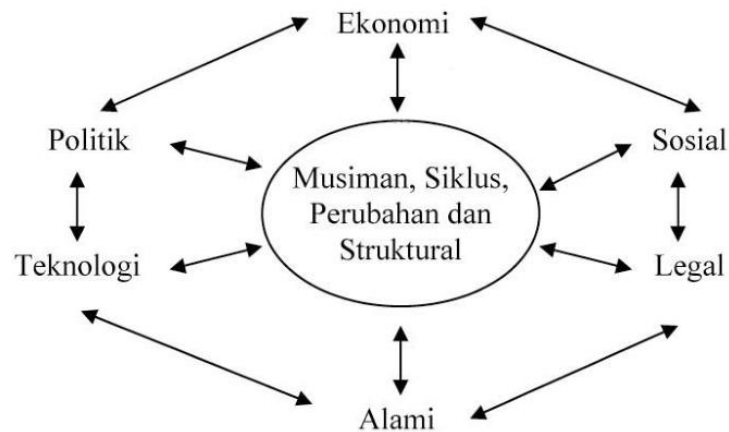 Ekonomi
Politik
Sosial
Musiman, Siklus,
Perubahan dan
Struktural
Teknologi
Legal
Alami